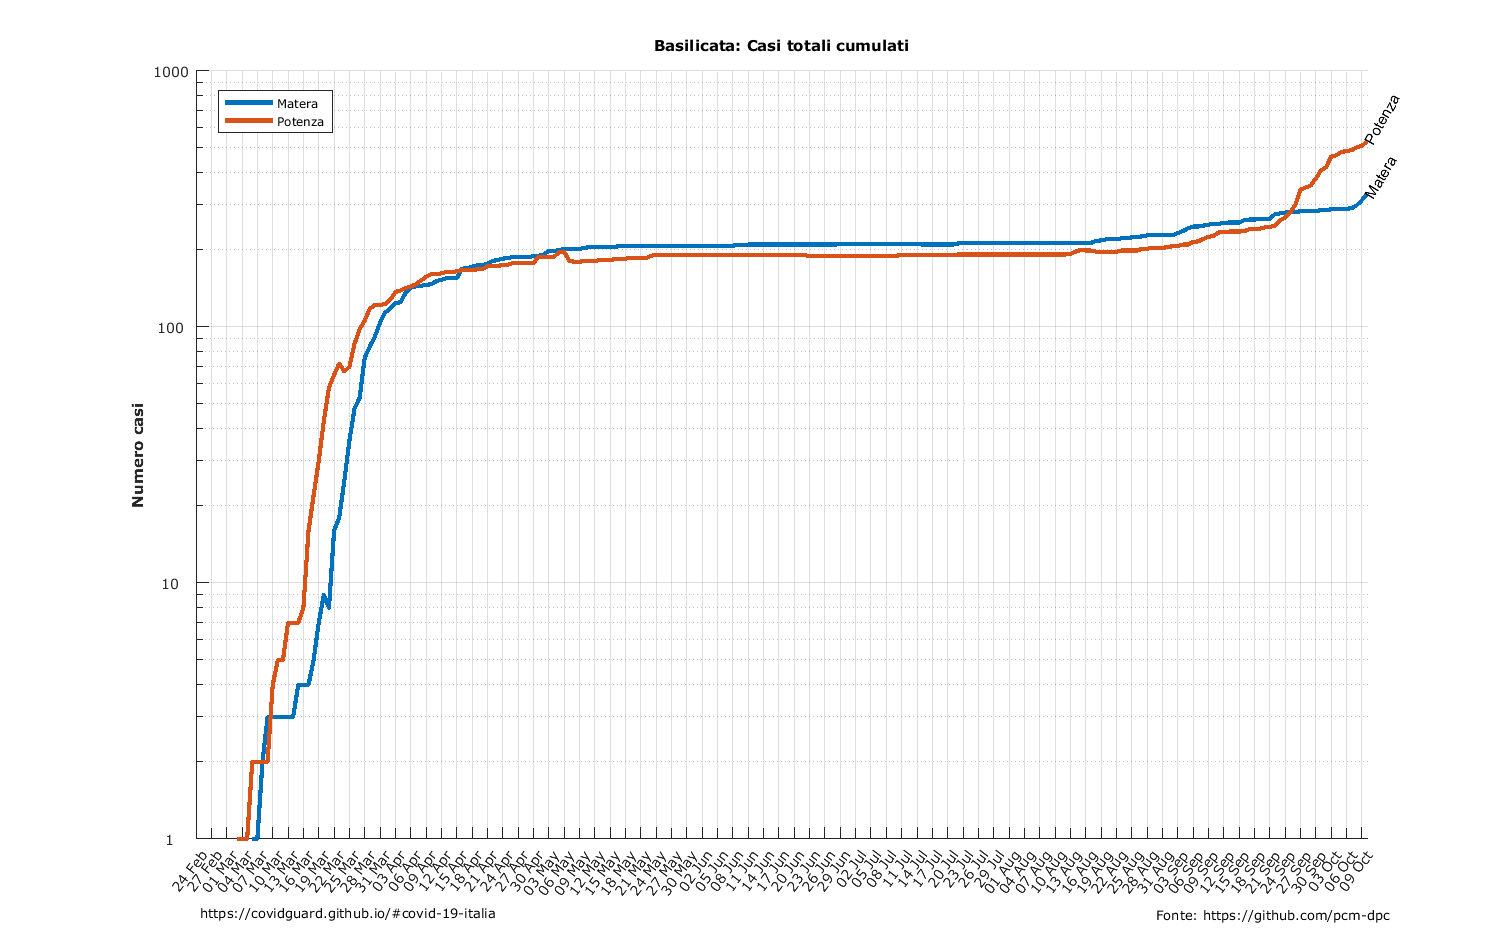 Basilicata: Casi totali cumulati
1000
100
10
1
Numero casi
Matera
Potenza
Potenza
Matera
24 Feb
27 Feb
01 Mar
04 Mar
07 Mar
10 Mar
13 Mar
16 Mar
19 Mar
22 Mar
25 Mar
28 Mar
31 Mar
03 Apr
06 Apr
09 Apr
12 Apr
15 Apr
18 Apr
21 Apr
24 Apr
27 Apr
30 Apr
03 May
06 May
09 May
12 May
15 May
18 May
21 May
24 May
27 May
30 May
02 Jun
05 Jun
08 Jun
11 Jun
14 Jun
17 Jun
20 Jun
23 Jun
26 Jun
29 Jun
02 Jul
05 Jul
08 Jul
11 Jul
14 Jul
17 Jul
20 Jul
23 Jul
26 Jul
29 Jul
01 Aug
04 Aug
07 Aug
10 Aug
13 Aug
16 Aug
19 Aug
22 Aug
25 Aug
28 Aug
31 Aug
03 Sep
06 Sep
09 Sep
12 Sep
15 Sep
18 Sep
21 Sep
24 Sep
27 Sep
30 Sep
03 Oct
06 Oct
09 Oct
https://covidguard.github.io/#covid-19-italia
Fonte: https://github.com/pcm-dpc